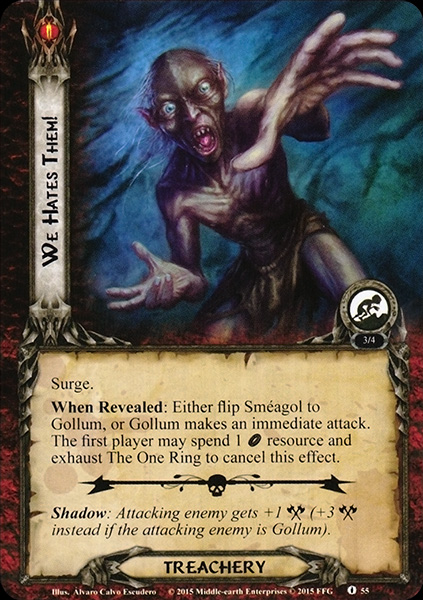 We Hates Them!
3/4
Surge.
When Revealed: Either flip Sméagol to
Gollum, or Gollum makes an immediate attack.
The first player may spend 1 resource and
exhaust The One Ring to cancel this effect.
Shadow: Attacking enemy gets +1 (+3
instead if the attacking enemy is Gollum).
TREACHERY
Illus. Álvaro Calvo Escudero © 2015 Middle-earth Enterprises © 2015 FFG 55